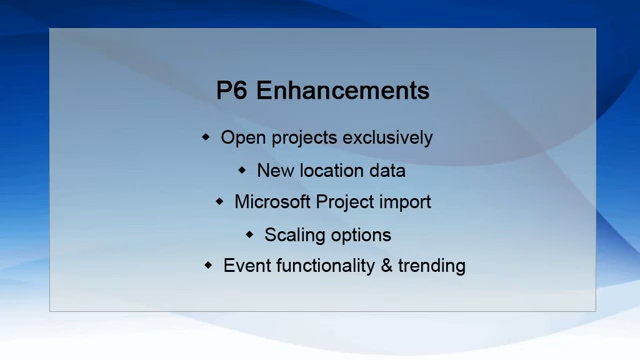 P6 Enhancements
◆ Open projects exclusively
◆ New location data
◆ Microsoft Project import
◆ Scaling options
◆ Event functionality & trending